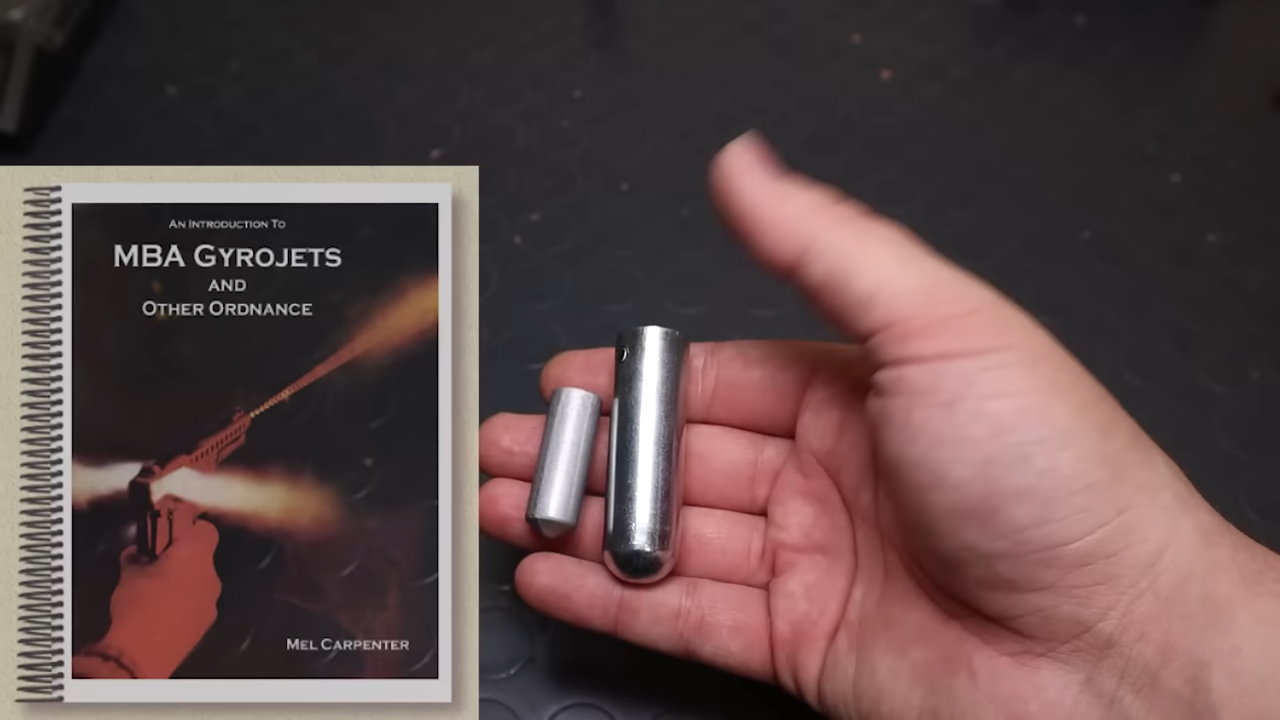 An Introduction To
MBA Gyrojets
and
Other Ordnance
Mel Carpenter